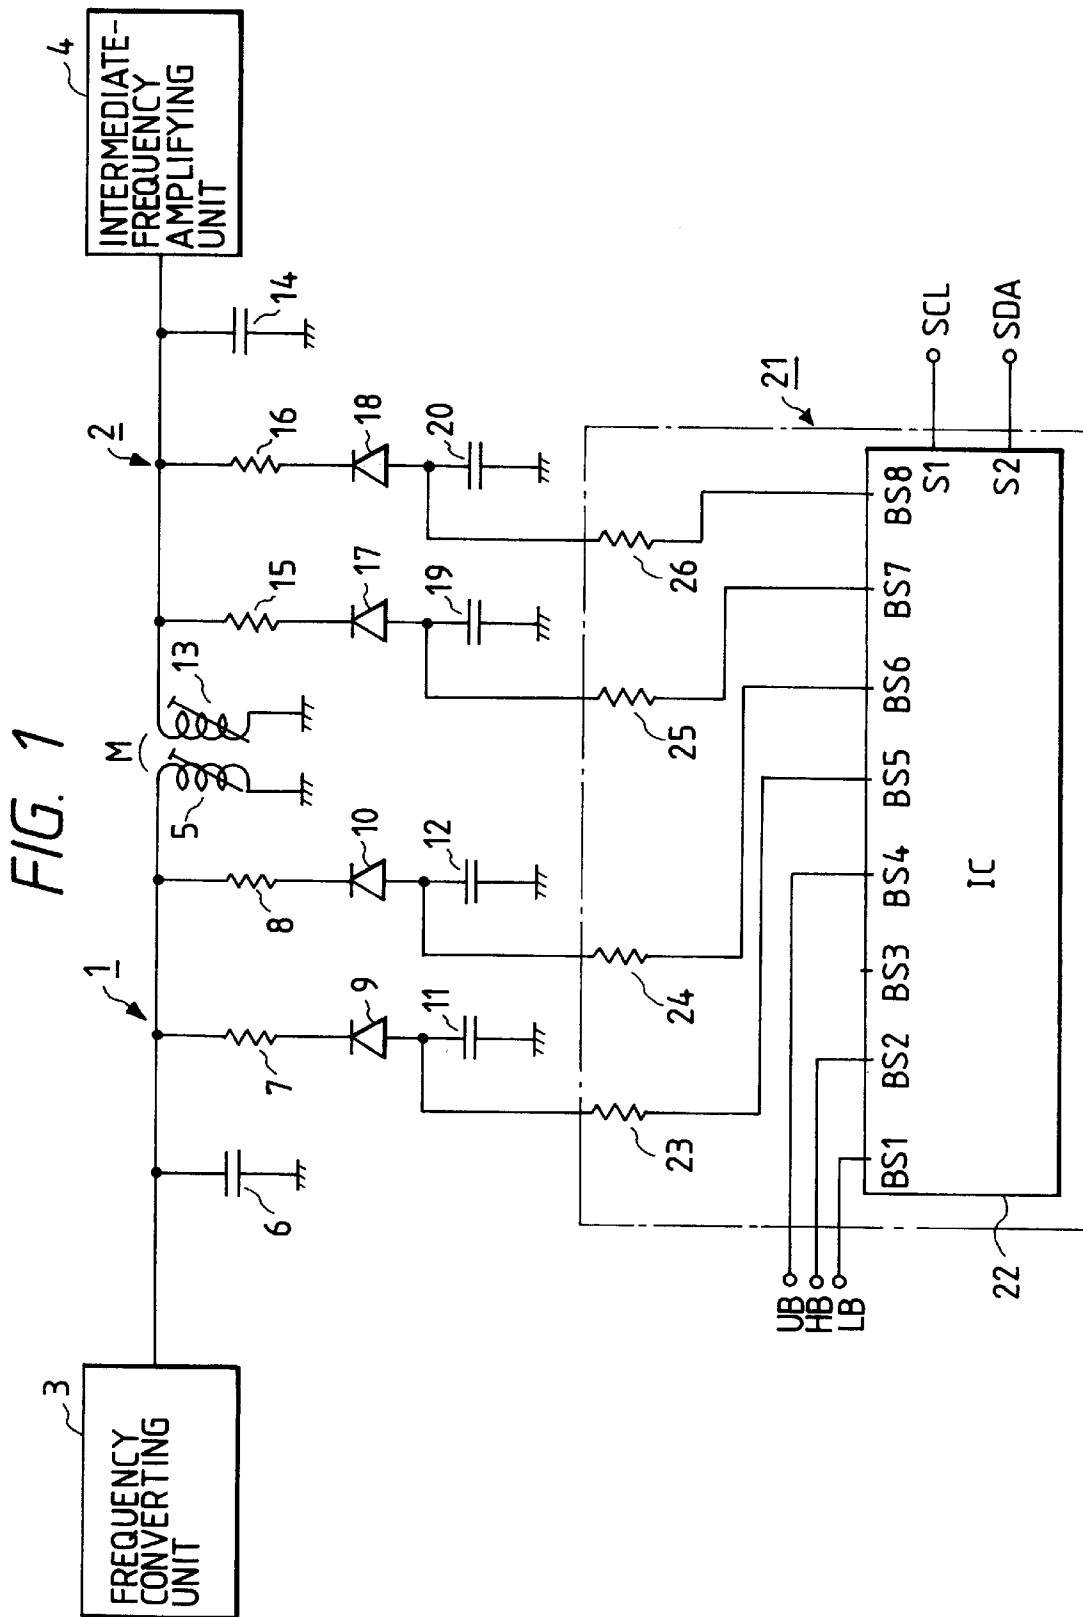 FIG. 1
FREQUENCY
CONVERTING
UNIT
3
1
M
2
INTERMEDIATE-
FREQUENCY
AMPLIFYING
UNIT
4
6
7
8
5
13
15
16
14
9
10
17
18
11
12
19
20
21
23
24
25
26
UB
HB
LB
BS1
BS2
BS3
BS4
BS5
BS6
BS7
BS8
S1
SCL
S2
SDA
IC
22